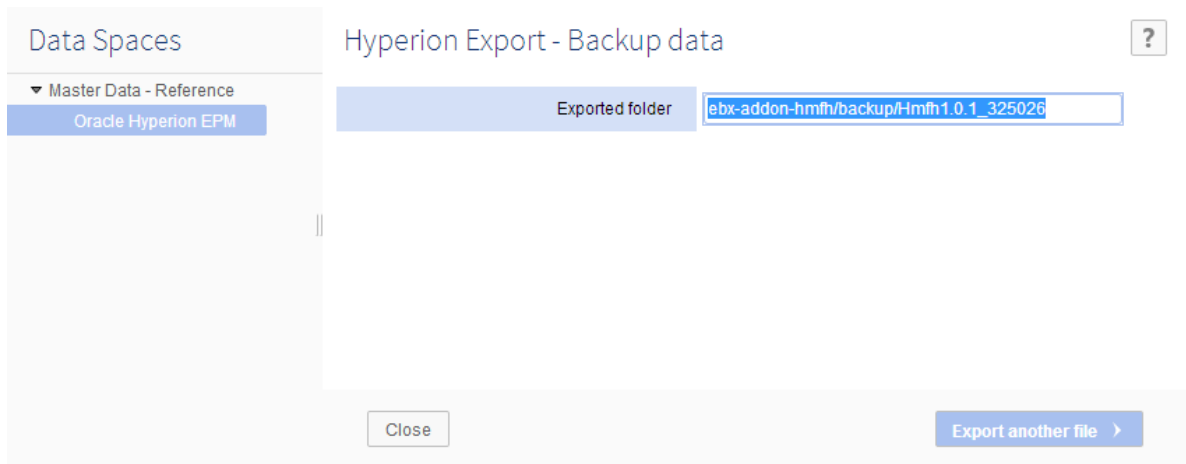 Data Spaces
Master Data - Reference
Oracle Hyperion EPM
Hyperion Export - Backup data
?
Exported folder
ebx-addon-hmfh/backup/Hmfh1.0.1_325026
Close
Export another file